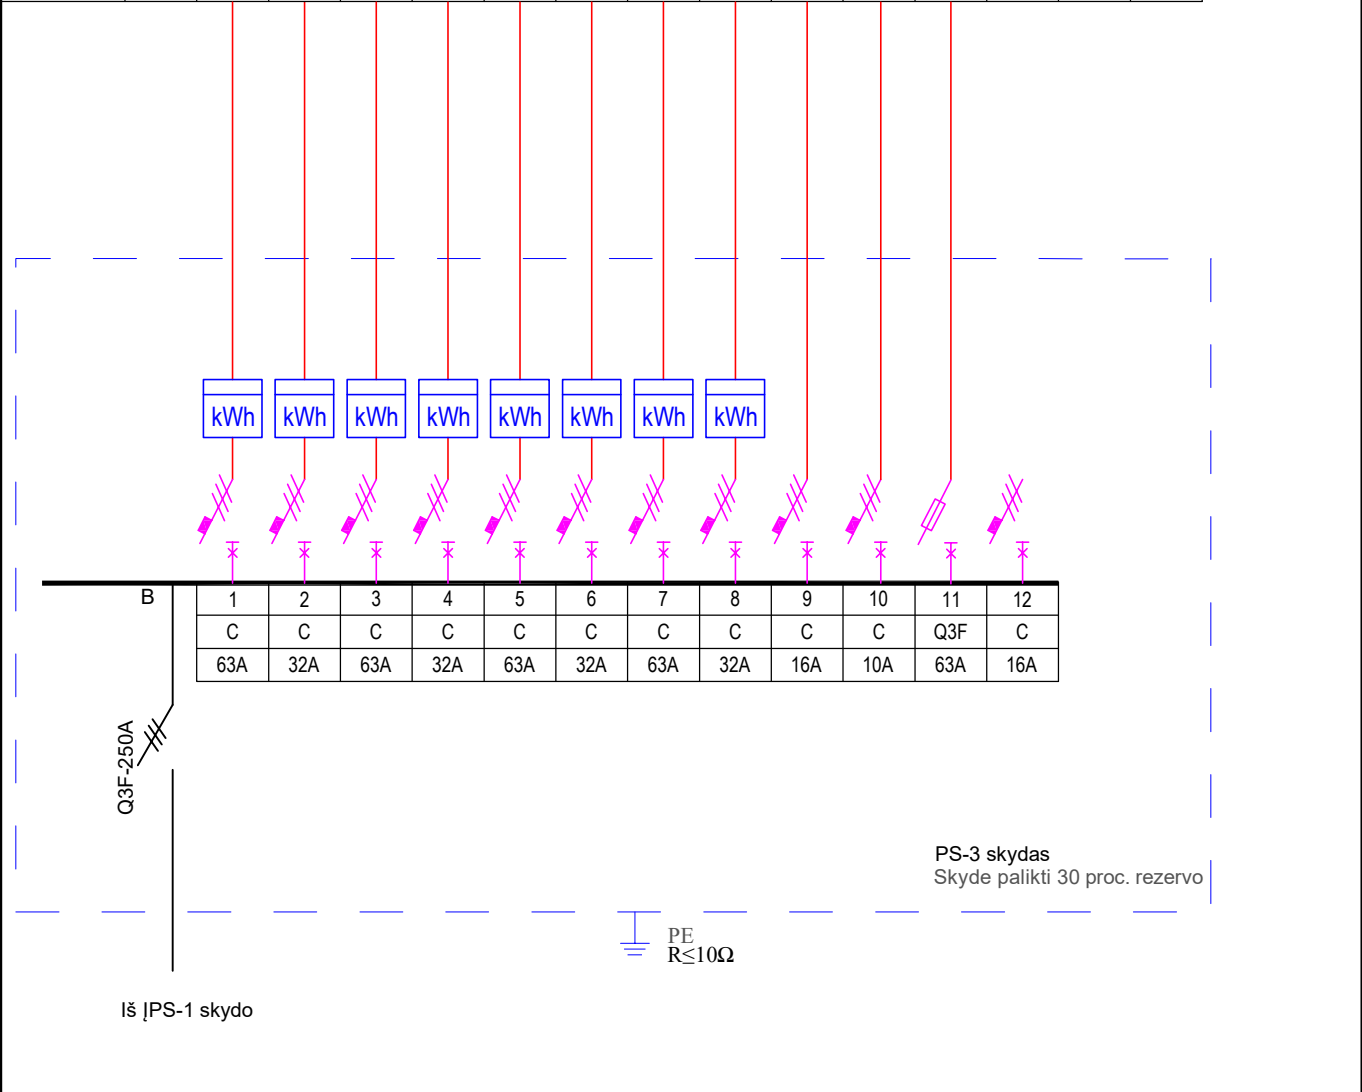 kWh kWh kWh kWh kWh kWh kWh kWh
B
1 2 3 4 5 6 7 8 9 10 11 12
C C C C C C C C C C Q3F C
63A 32A 63A 32A 63A 32A 63A 32A 16A 10A 63A 16A
Q3F-250A
PS-3 skydas
Skyde palikti 30 proc. rezervo
PE
R≤10Ω
Iš ĮPS-1 skydo